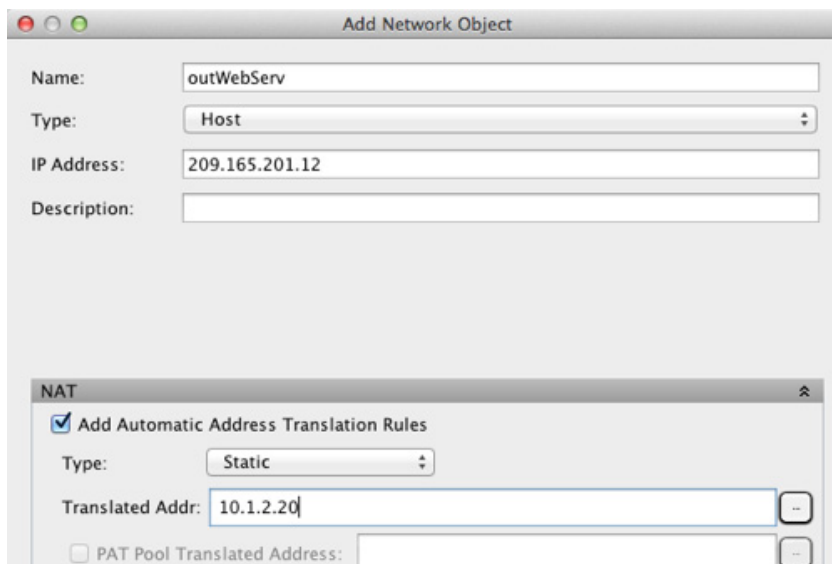 Add Network Object
Name: outWebServ
Type: Host
IP Address: 209.165.201.12
Description:
NAT
Add Automatic Address Translation Rules
Type: Static
Translated Addr: 10.1.2.20
PAT Pool Translated Address: